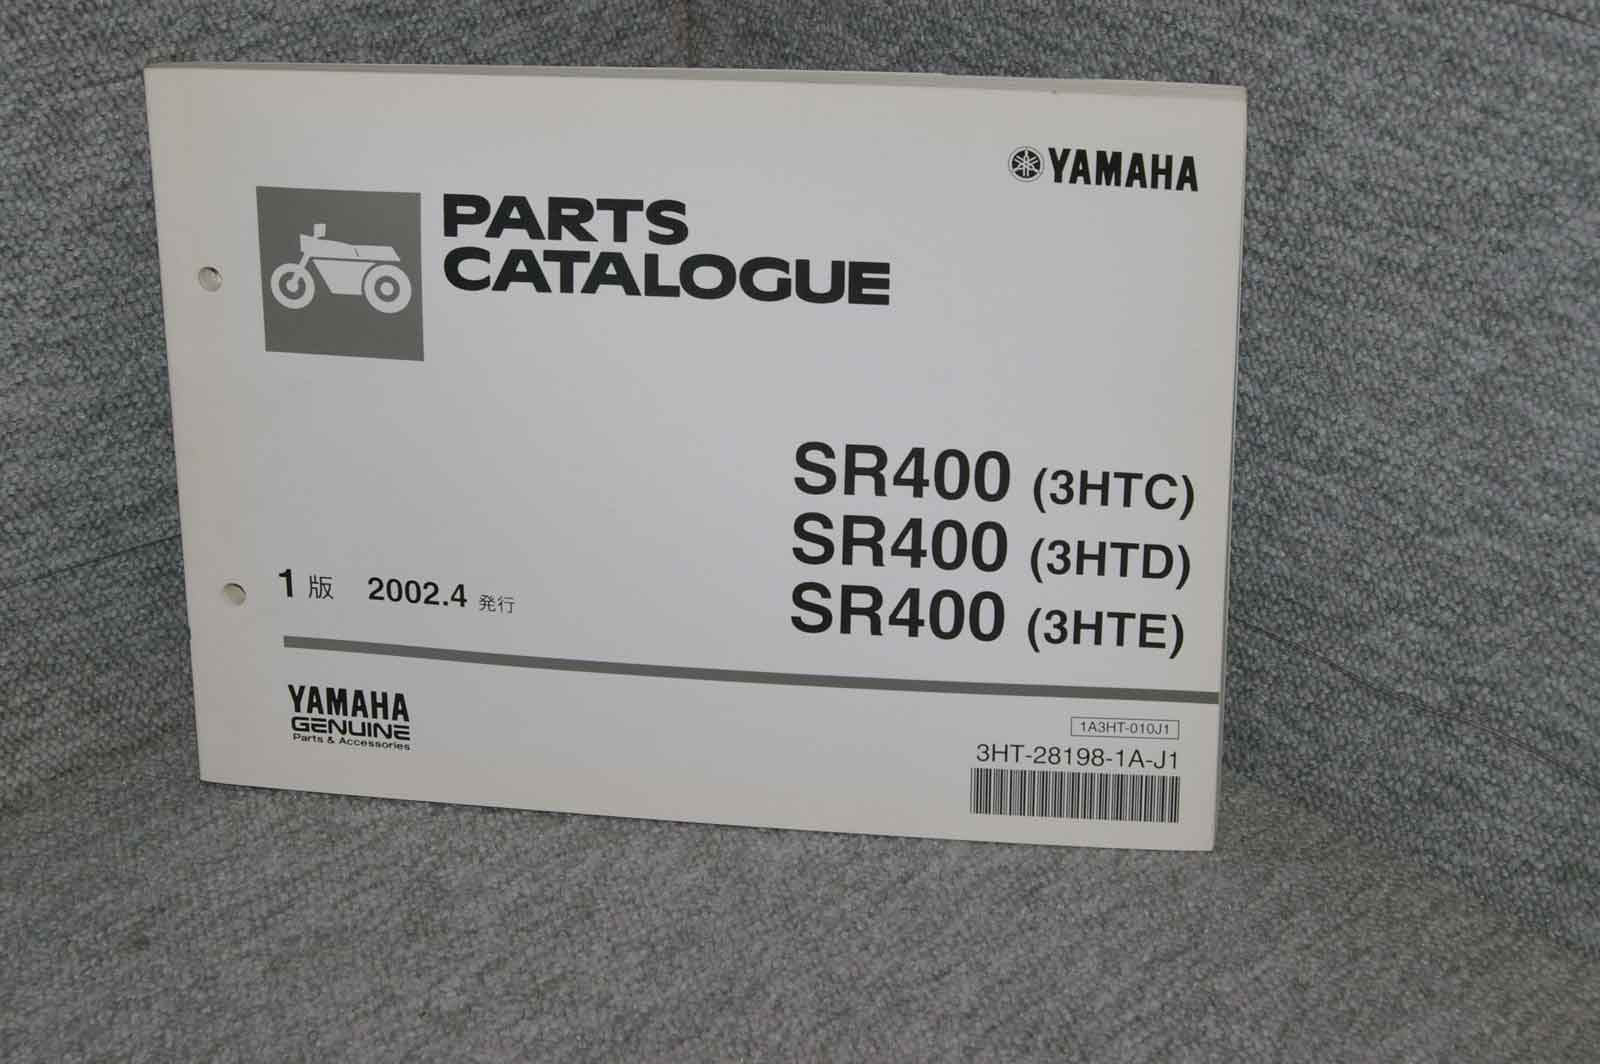 YAMAHA
PARTS
CATALOGUE
SR400 (3HTC)
SR400 (3HTD)
SR400 (3HTE)
1版 2002.4 発行
YAMAHA
GENUINE
Parts & Accessories
1A3HT-010J1
3HT-28198-1A-J1